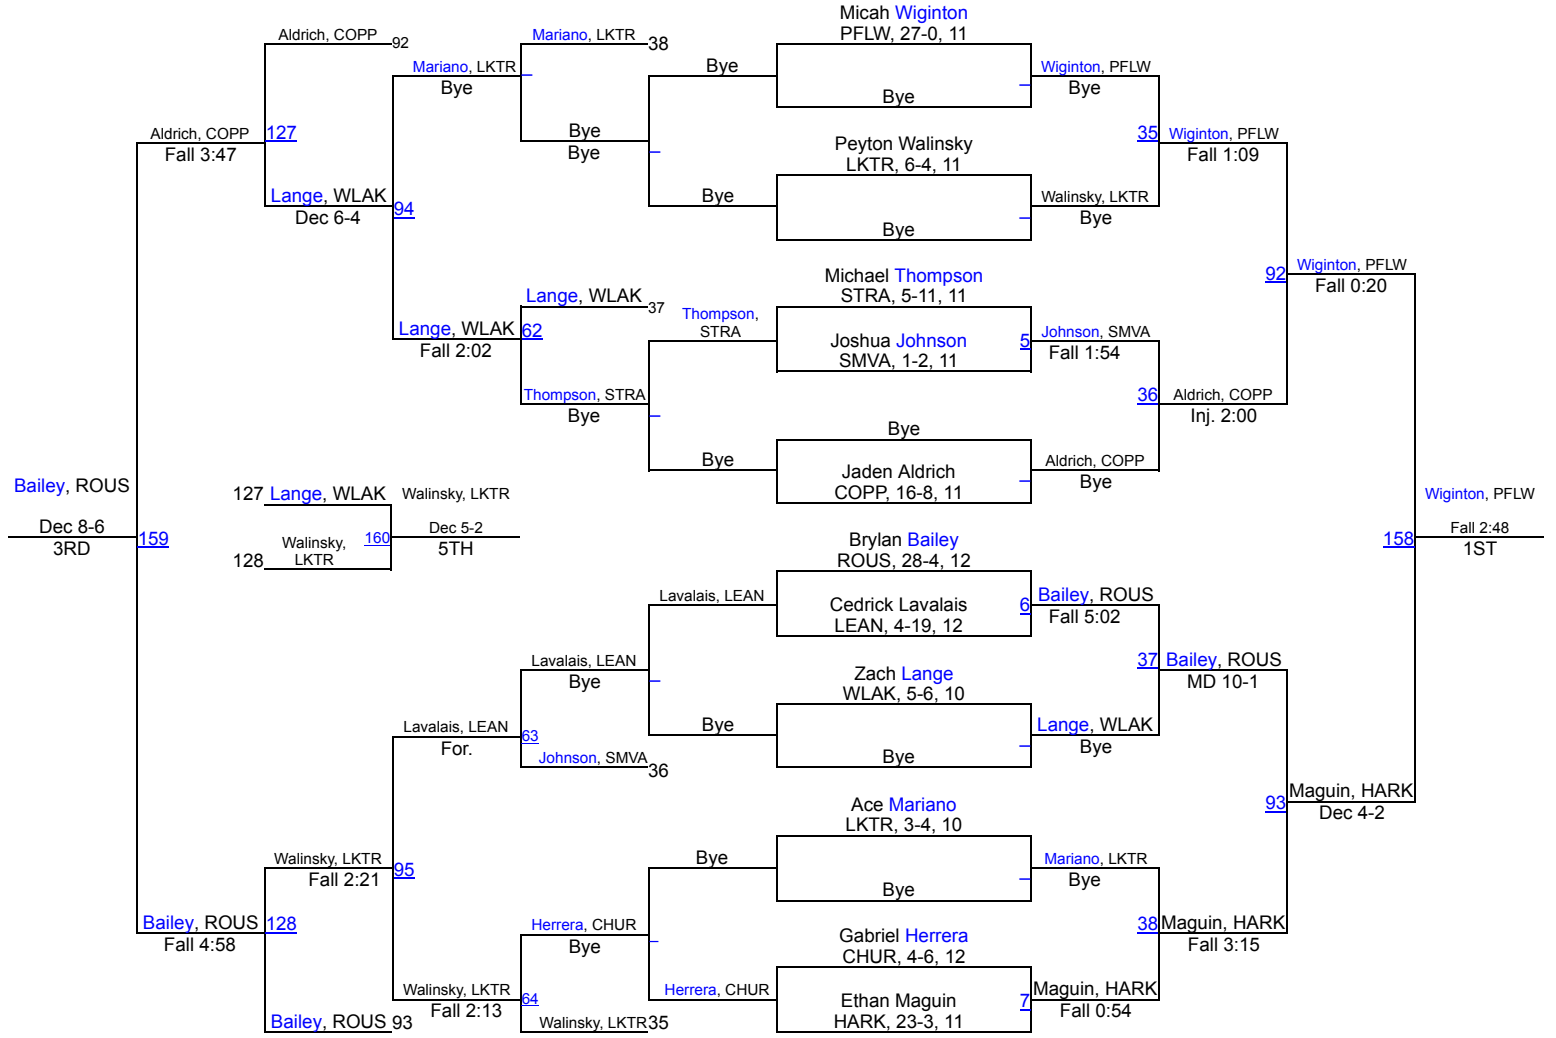 Micah Wiginton
PFLW, 27-0, 11
Aldrich, COPP
92
Mariano, LKTR
38
Mariano, LKTR
Bye
Bye
Wiginton, PFLW
Bye
Bye
Aldrich, COPP
127
Fall 3:47
Bye
Bye
Peyton Walinsky
LKTR, 6-4, 11
35
Wiginton, PFLW
Fall 1:09
Lange, WLAK
94
Dec 6-4
Bye
Bye
Walinsky, LKTR
Bye
Michael Thompson
STRA, 5-11, 11
92
Wiginton, PFLW
Fall 0:20
Lange, WLAK
37
Thompson,
STRA
Lange, WLAK
62
Fall 2:02
Joshua Johnson
SMVA, 1-2, 11
5
Johnson, SMVA
Fall 1:54
Thompson, STRA
Bye
36
Aldrich, COPP
Inj. 2:00
Bye
Bye
Jaden Aldrich
COPP, 16-8, 11
Aldrich, COPP
Bye
Bailey, ROUS
127
Lange, WLAK
Walinsky, LKTR
Wiginton, PFLW
Dec 8-6
3RD
159
128
Walinsky,
LKTR
160
Dec 5-2
5TH
158
Fall 2:48
1ST
Brylan Bailey
ROUS, 28-4, 12
Lavalais, LEAN
Cedrick Lavalais
LEAN, 4-19, 12
6
Bailey, ROUS
Fall 5:02
Lavalais, LEAN
Bye
Zach Lange
WLAK, 5-6, 10
37
Bailey, ROUS
MD 10-1
Lavalais, LEAN
For.
63
Bye
Bye
Lange, WLAK
Bye
Johnson, SMVA
36
Ace Mariano
LKTR, 3-4, 10
93
Maguin, HARK
Dec 4-2
Walinsky, LKTR
Fall 2:21
95
Bye
Bye
Mariano, LKTR
Bye
Bailey, ROUS
128
Fall 4:58
Herrera, CHUR
Bye
Gabriel Herrera
CHUR, 4-6, 12
38
Maguin, HARK
Fall 3:15
Walinsky, LKTR
Fall 2:13
64
Herrera, CHUR
Ethan Maguin
HARK, 23-3, 11
7
Maguin, HARK
Fall 0:54
Bailey, ROUS
93
Walinsky, LKTR
35